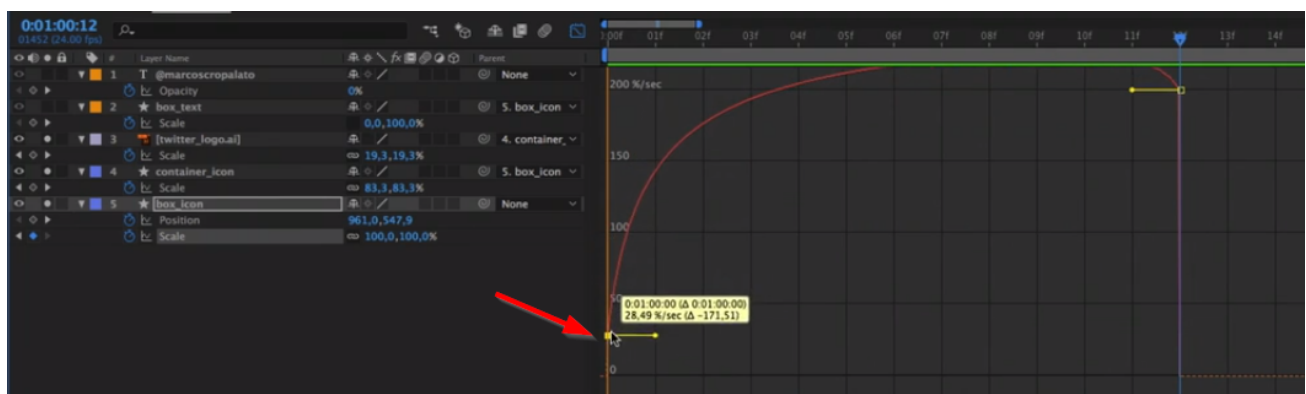 0:01:00:12
01452 (24.00 fps)
:00f 01f 02f 03f 04f 05f 06f 07f 08f 09f 10f 11f 12f 13f 14f
# Layer Name fx Parent
1 T @marcoscropalato None
Opacity 0%
200 %/sec
2 box_text 5. box_icon
Scale 0,0,100,0%
3 [twitter_logo.ai] 4. container_
Scale 19,3,19,3%
150
4 container_icon 5. box_icon
Scale 83,3,83,3%
5 box_icon None
Position 961,0,547,9
100
Scale 100,0,100,0%
50
0:01:00:00 (Δ 0:01:00:00)
28,49 %/sec (Δ -171,51)
0